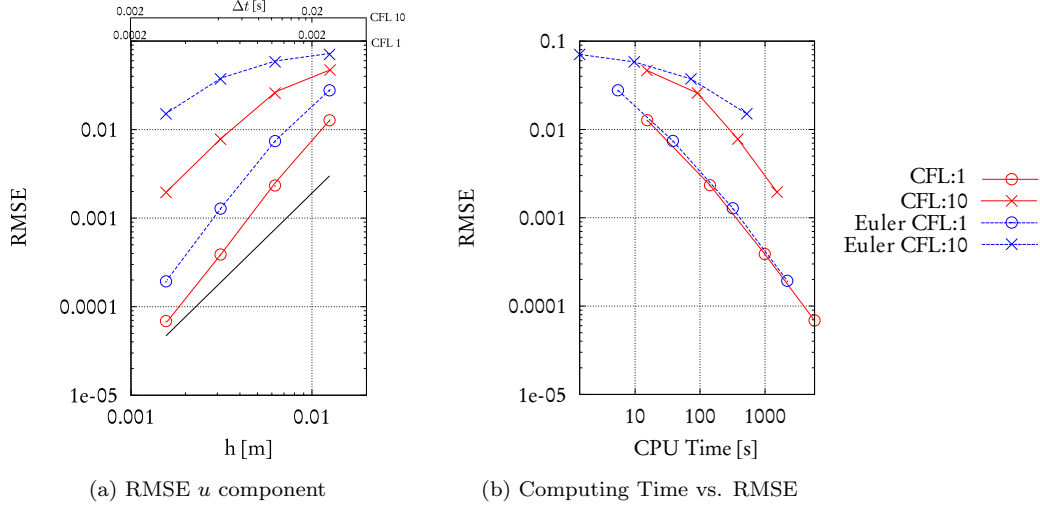 Δt [s]
0.002 0.02 CFL 10
0.0002 0.002 CFL 1
0.01
0.001
0.0001
1e-05
RMSE
0.001 0.01
h [m]
(a) RMSE u component
0.1
0.01
0.001
0.0001
1e-05
RMSE
10 100 1000
CPU Time [s]
(b) Computing Time vs. RMSE
CFL:1
CFL:10
Euler CFL:1
Euler CFL:10